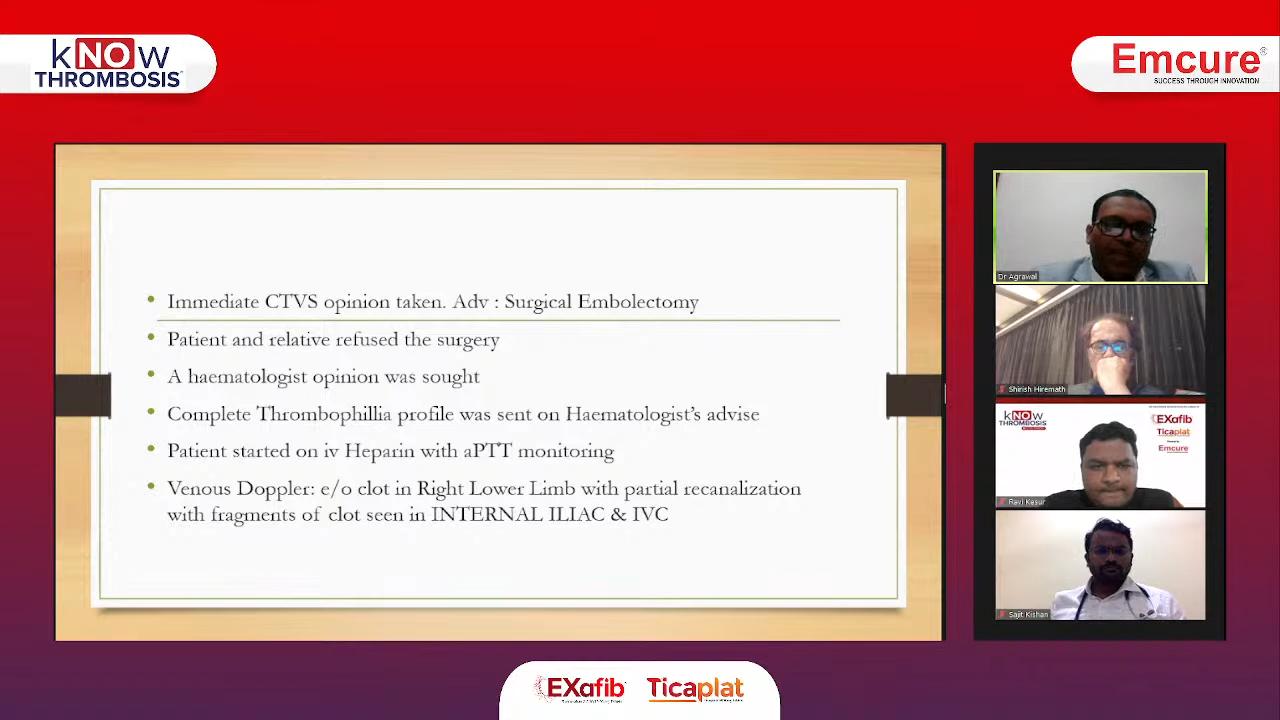 kNOw
THROMBOSIS
Emcure®
SUCCESS THROUGH INNOVATION
• Immediate CTVS opinion taken. Adv : Surgical Embolectomy
• Patient and relative refused the surgery
• A haematologist opinion was sought
• Complete Thrombophillia profile was sent on Haematologist's advise
• Patient started on iv Heparin with aPTT monitoring
• Venous Doppler: e/o clot in Right Lower Limb with partial recanalization
with fragments of clot seen in INTERNAL ILIAC & IVC
Dr Agrawal
Shirish Hiremath
kNOw
THROMBOSIS
EXafib
Ticaplat
Emcure
Ravi Kesur
Sajit Kishan
EXafib
Ticaplat